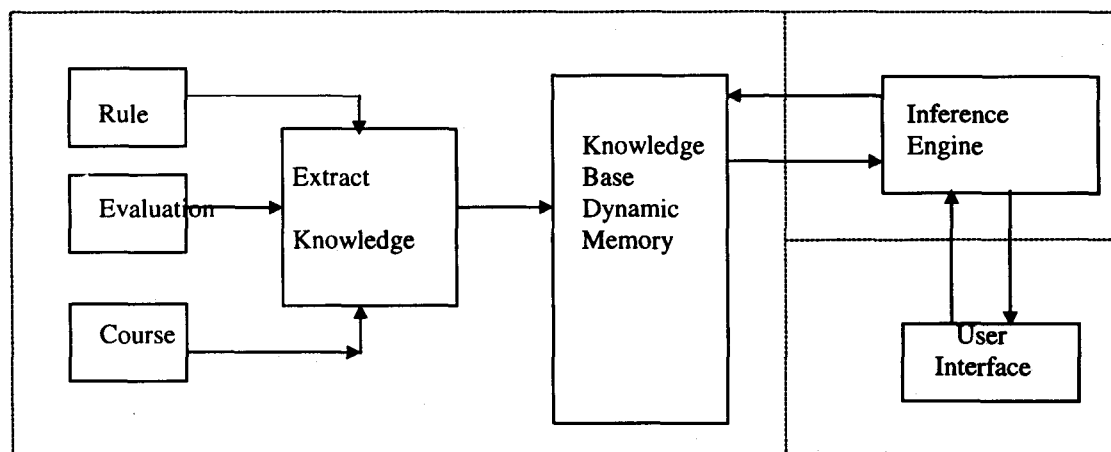 Rule
Evaluation
Course
Extract
Knowledge
Knowledge
Base
Dynamic
Memory
Inference
Engine
User
Interface